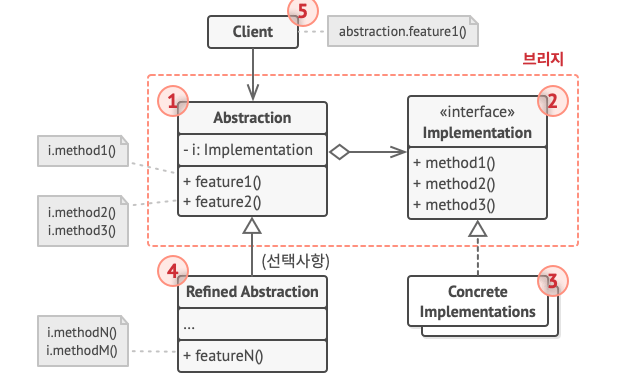 5
Client
abstraction.feature1()
브리지
1
Abstraction
- i: Implementation
+ feature1()
+ feature2()
2
«interface»
Implementation
+ method1()
+ method2()
+ method3()
i.method1()
i.method2()
i.method3()
(선택사항)
4
Refined Abstraction
...
+ featureN()
3
Concrete
Implementations
i.methodN()
i.methodM()